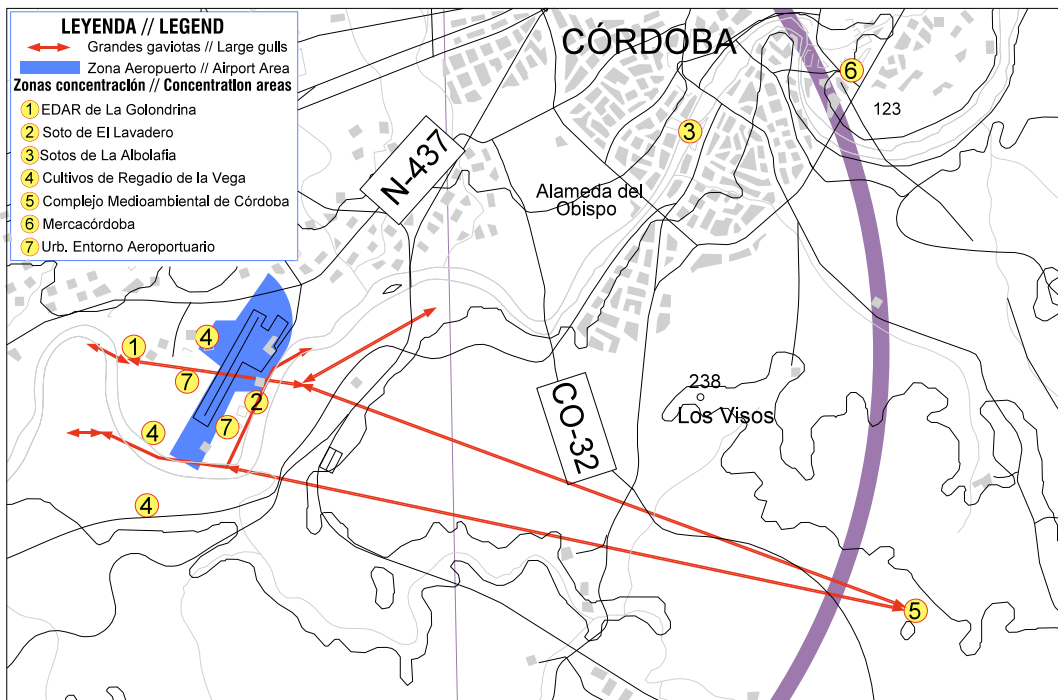 LEYENDA // LEGEND
Grandes gaviotas // Large gulls
Zona Aeropuerto // Airport Area
Zonas concentración // Concentration areas
1 EDAR de La Golondrina
2 Soto de El Lavadero
3 Sotos de La Albolafia
4 Cultivos de Regadio de la Vega
5 Complejo Medioambiental de Córdoba
6 Mercacórdoba
7 Urb. Entorno Aeroportuario
CÓRDOBA
6
123
3
N-437
Alameda del
Obispo
4
1
7
2
238
Los Visos
CO-32
7
4
4
5